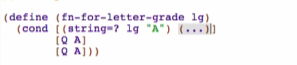 (define (fn-for-letter-grade lg)
(cond [(string=? lg "A") (...)]
[Q A]
[Q A]))